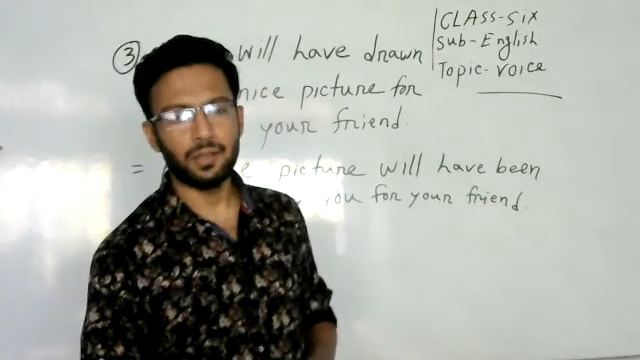 CLASS-Six
Sub-English
Topic-Voice
③ will have drawn
nice picture for
your friend.
= picture will have been
you for your friend.